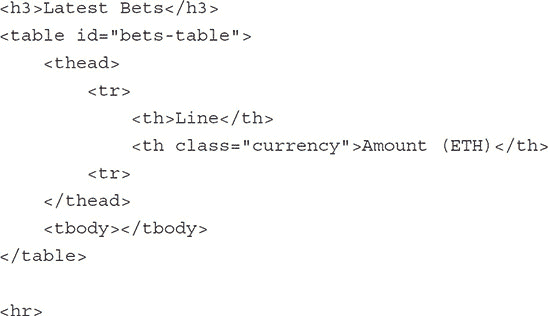 <h3>Latest Bets</h3>
<table id="bets-table">
    <thead>
        <tr>
            <th>Line</th>
            <th class="currency">Amount (ETH)</th>
        <tr>
    </thead>
    <tbody></tbody>
</table>

<hr>